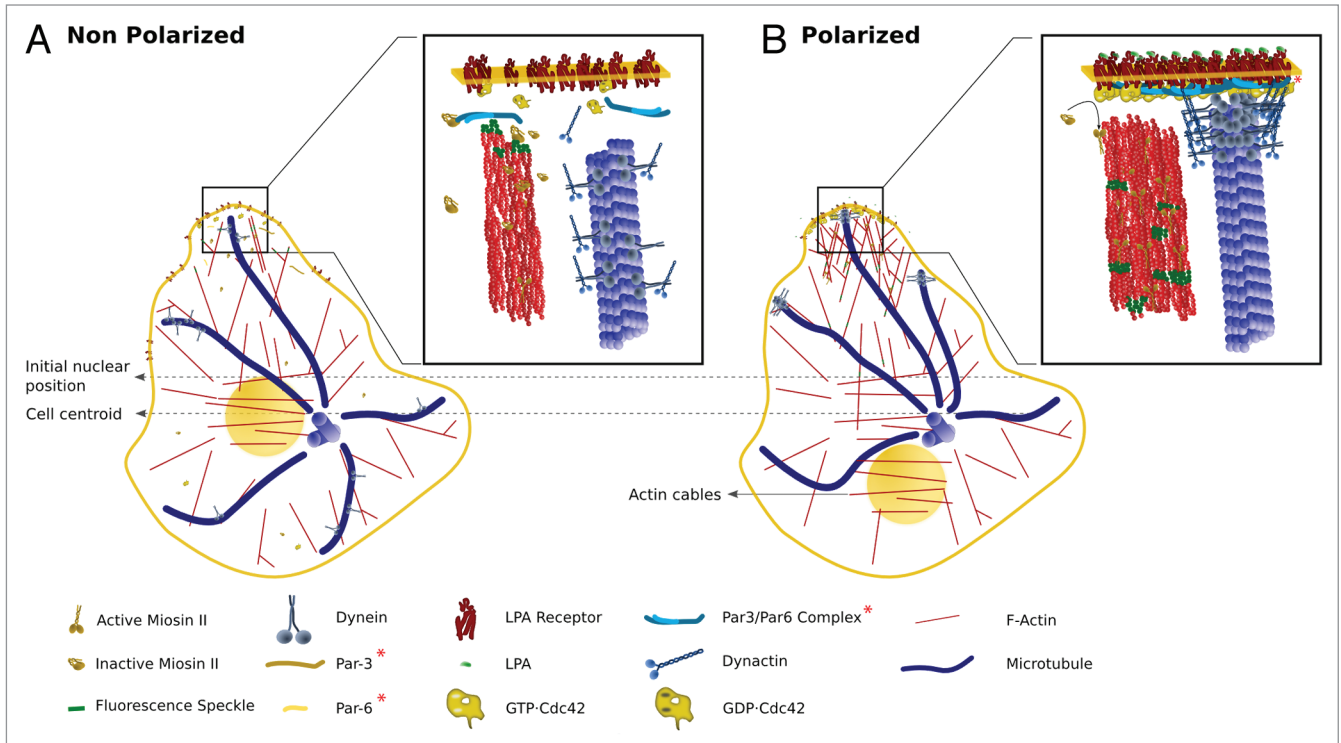 A Non Polarized
B Polarized
*
Initial nuclear
position
Cell centroid
Actin cables
Active Miosin II
Dynein
LPA Receptor
Par3/Par6 Complex*
F-Actin
Inactive Miosin II
Par-3 *
LPA
Dynactin
Microtubule
Fluorescence Speckle
Par-6 *
GTP·Cdc42
GDP·Cdc42